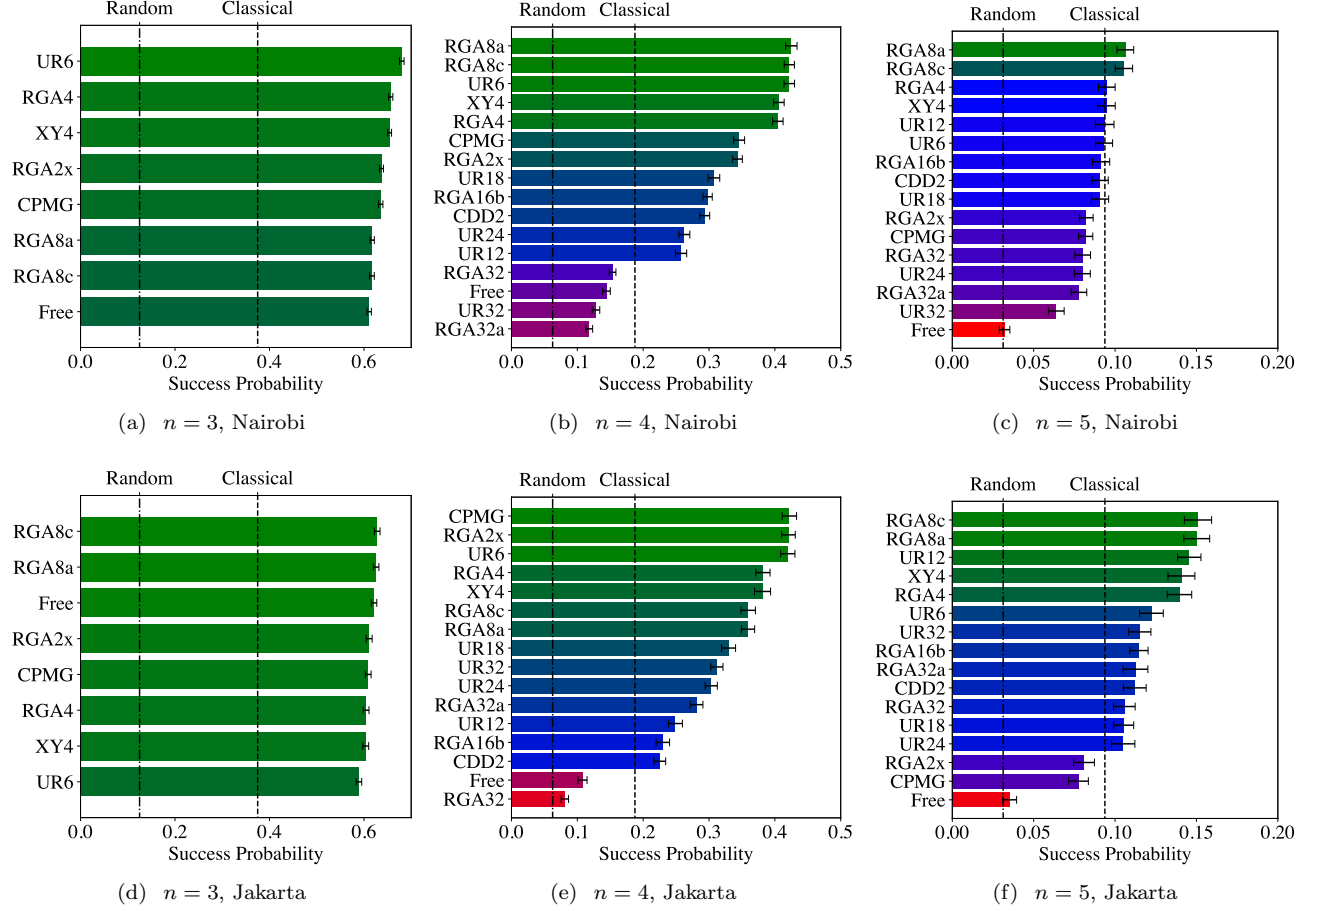 Random Classical
UR6
RGA4
XY4
RGA2x
CPMG
RGA8a
RGA8c
Free
0.0 0.2 0.4 0.6
Success Probability
(a) n = 3, Nairobi
Random Classical
RGA8a
RGA8c
UR6
XY4
RGA4
CPMG
RGA2x
UR18
RGA16b
CDD2
UR24
UR12
RGA32
Free
UR32
RGA32a
0.0 0.1 0.2 0.3 0.4 0.5
Success Probability
(b) n = 4, Nairobi
Random Classical
RGA8a
RGA8c
RGA4
XY4
UR12
UR6
RGA16b
CDD2
UR18
RGA2x
CPMG
RGA32
UR24
RGA32a
UR32
Free
0.00 0.05 0.10 0.15 0.20
Success Probability
(c) n = 5, Nairobi
Random Classical
RGA8c
RGA8a
Free
RGA2x
CPMG
RGA4
XY4
UR6
0.0 0.2 0.4 0.6
Success Probability
(d) n = 3, Jakarta
Random Classical
CPMG
RGA2x
UR6
RGA4
XY4
RGA8c
RGA8a
UR18
UR32
UR24
RGA32a
UR12
RGA16b
CDD2
Free
RGA32
0.0 0.1 0.2 0.3 0.4 0.5
Success Probability
(e) n = 4, Jakarta
Random Classical
RGA8c
RGA8a
UR12
XY4
RGA4
UR6
UR32
RGA16b
RGA32a
CDD2
RGA32
UR18
UR24
RGA2x
CPMG
Free
0.00 0.05 0.10 0.15 0.20
Success Probability
(f) n = 5, Jakarta